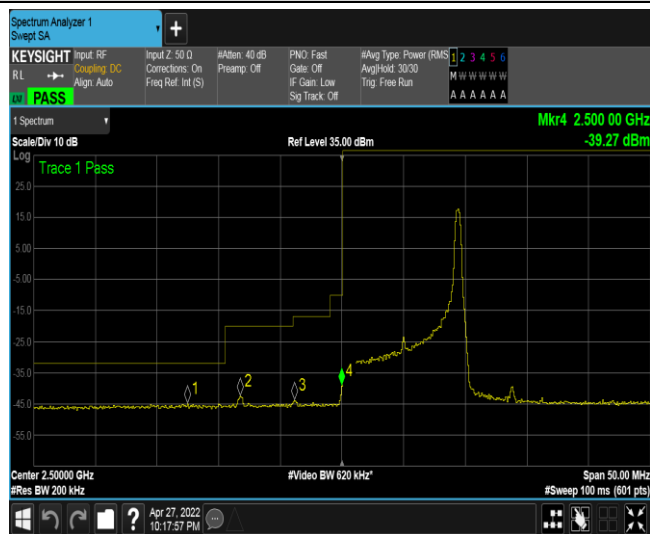 Spectrum Analyzer 1
Swept SA
KEYSIGHT
RL
PASS
Input: RF
Coupling: DC
Align: Auto
Input Z: 50 Ω
Corrections: On
Freq Ref: Int (S)
#Atten: 40 dB
Preamp: Off
PNO: Fast
Gate: Off
IF Gain: Low
Sig Track: Off
#Avg Type: Power (RMS
Avg|Hold: 30/30
Trig: Free Run
1 2 3 4 5 6
M W W W W W
A A A A A A
1 Spectrum
Mkr4 2.500 00 GHz
Scale/Div 10 dB
Ref Level 35.00 dBm
-39.27 dBm
Log
Trace 1 Pass
25.0
15.0
5.00
-5.00
-15.0
-25.0
-35.0
-45.0
-55.0
1
2
3
4
Center 2.50000 GHz
#Video BW 620 kHz*
Span 50.00 MHz
#Res BW 200 kHz
#Sweep 100 ms (601 pts)
?
Apr 27, 2022
10:17:57 PM